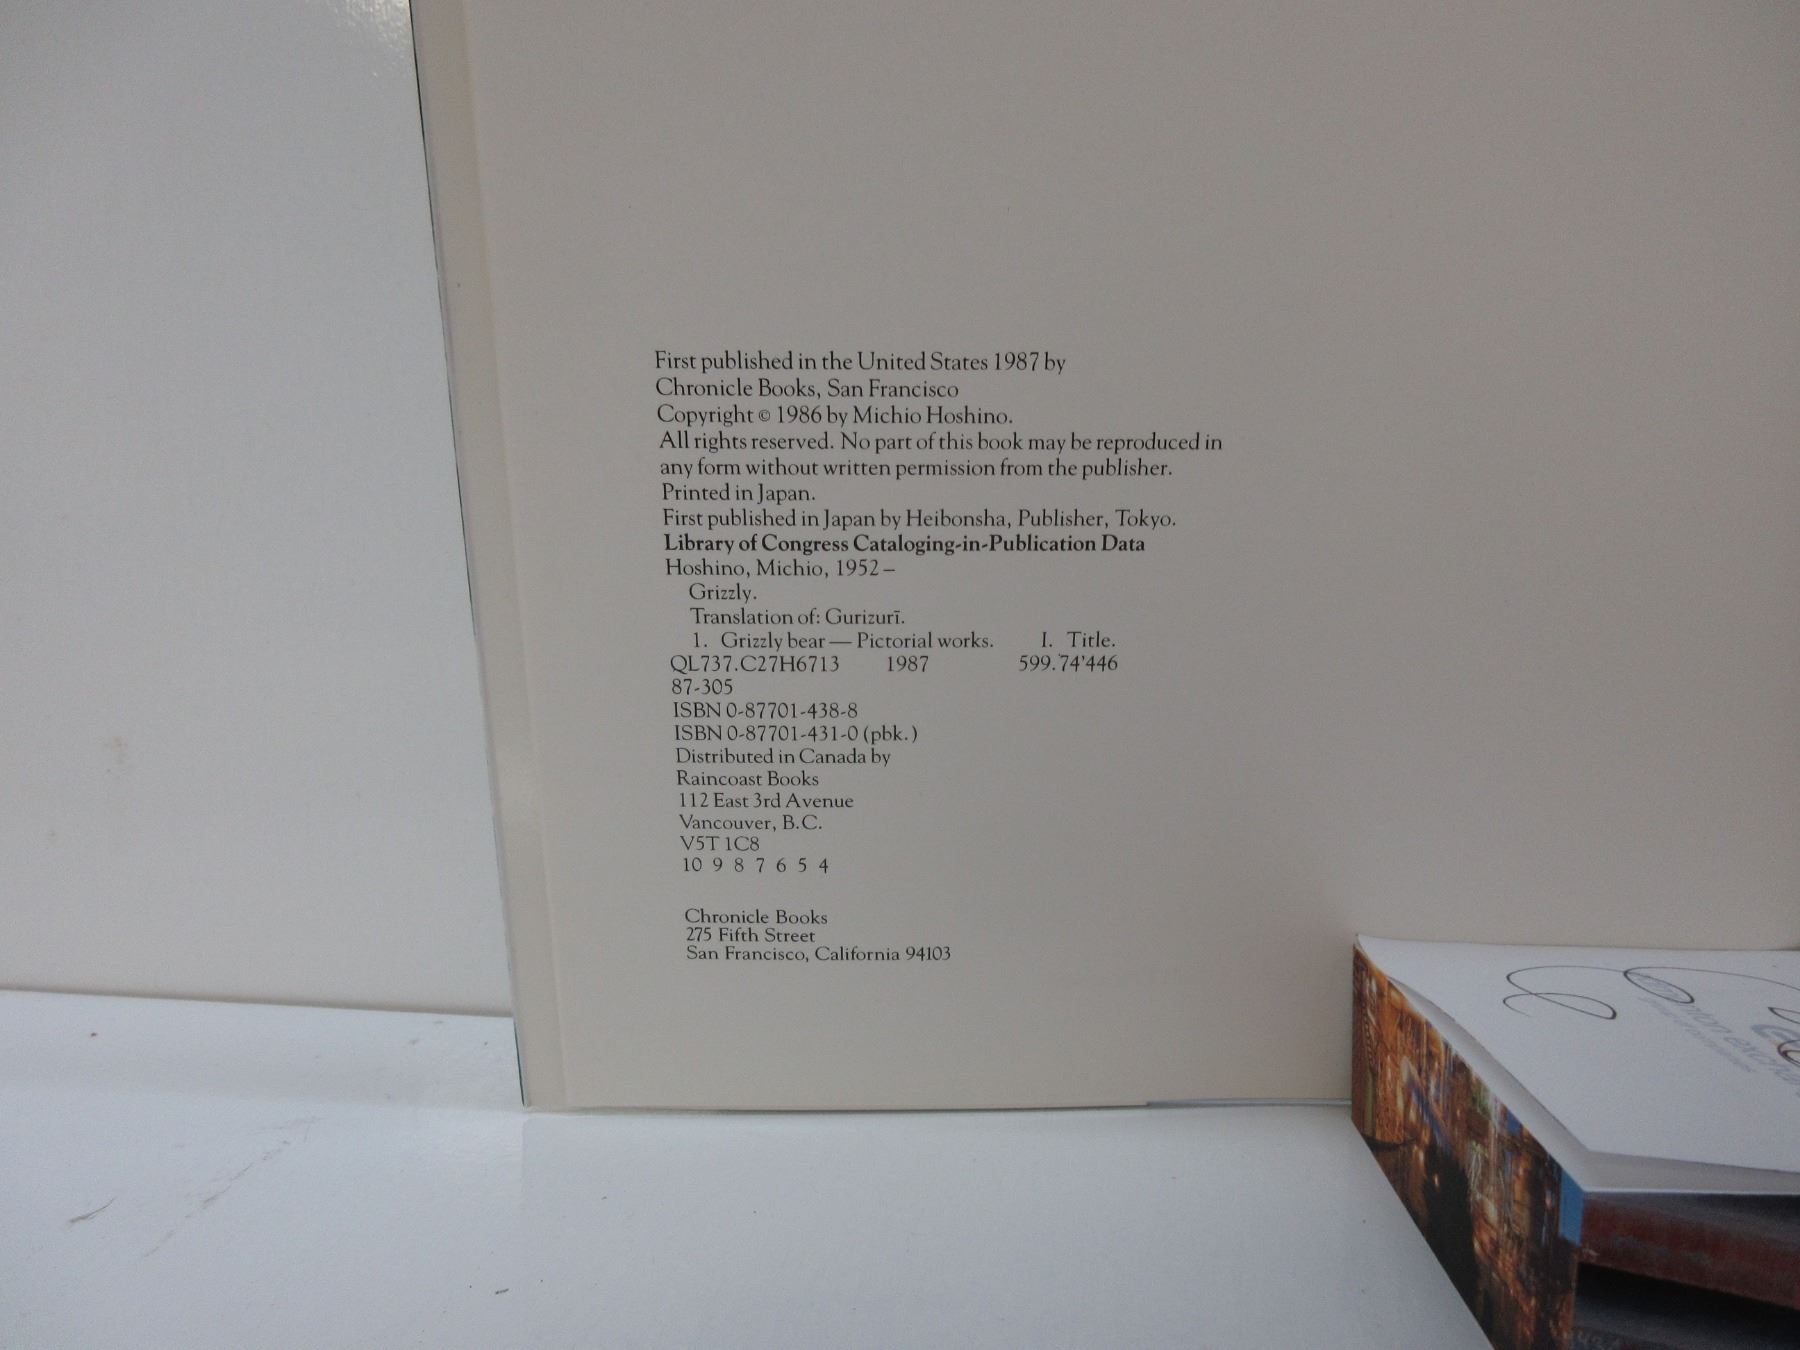 First published in the United States 1987 by
Chronicle Books, San Francisco
Copyright © 1986 by Michio Hoshino.
All rights reserved. No part of this book may be reproduced in
any form without written permission from the publisher.
Printed in Japan.
First published in Japan by Heibonsha, Publisher, Tokyo.
Library of Congress Cataloging-in-Publication Data
Hoshino, Michio, 1952–
Grizzly.
Translation of: Gurizurī.
1. Grizzly bear — Pictorial works. I. Title.
QL737.C27H6713 1987 599.74'446
87-305
ISBN 0-87701-438-8
ISBN 0-87701-431-0 (pbk.)
Distributed in Canada by
Raincoast Books
112 East 3rd Avenue
Vancouver, B.C.
V5T 1C8
10 9 8 7 6 5 4
Chronicle Books
275 Fifth Street
San Francisco, California 94103